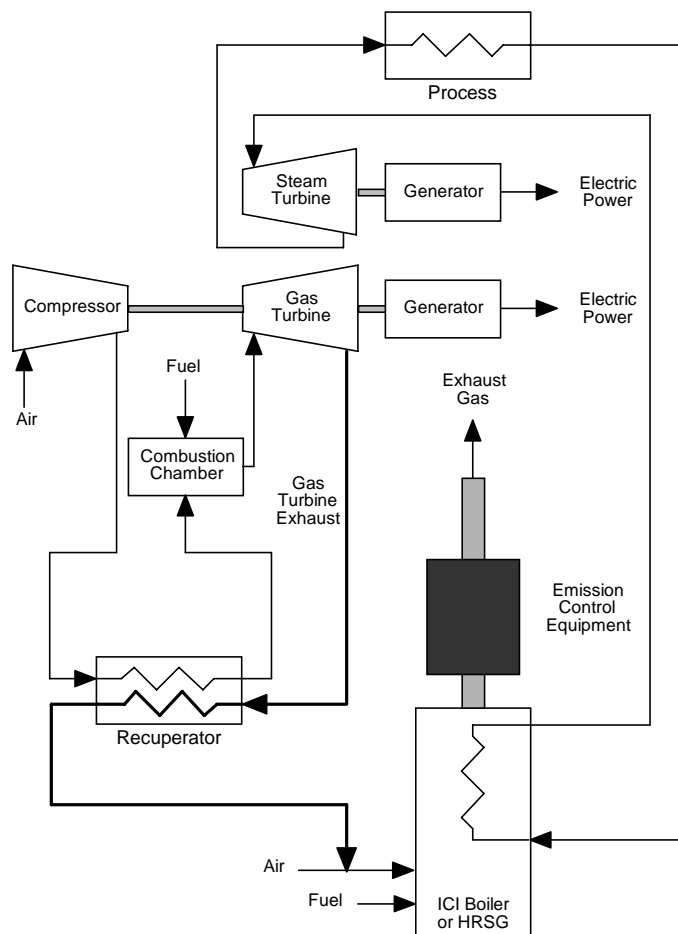 Process
Steam
Turbine
Generator
Electric
Power
Compressor
Gas
Turbine
Generator
Electric
Power
Air
Fuel
Exhaust
Gas
Combustion
Chamber
Gas
Turbine
Exhaust
Emission
Control
Equipment
Recuperator
Air
Fuel
ICI Boiler
or HRSG